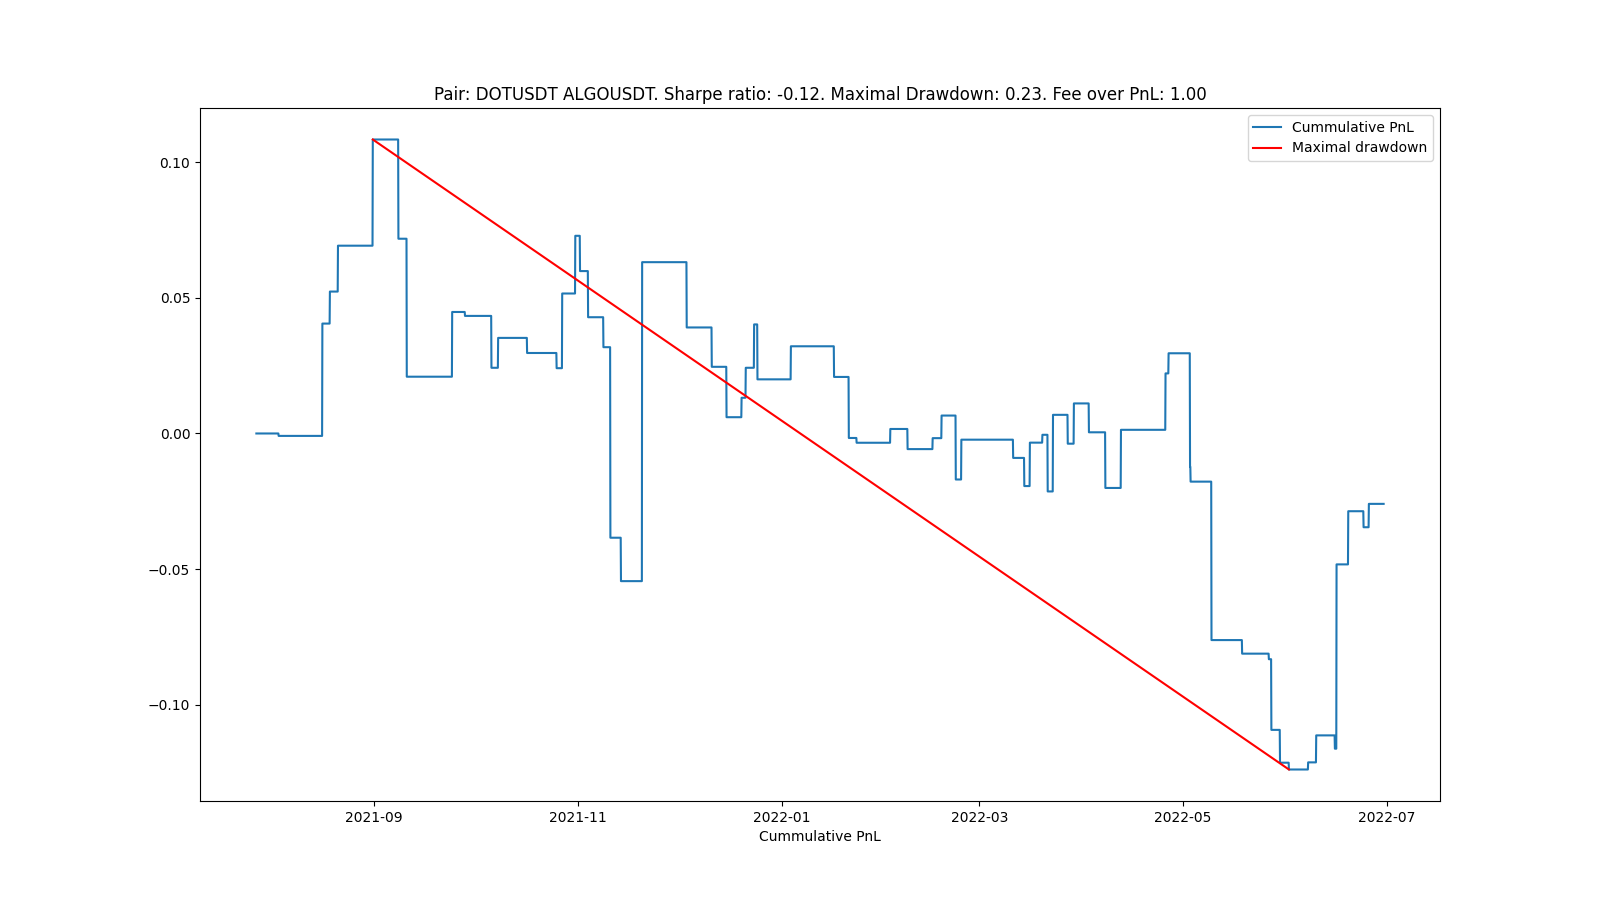 Pair: DOTUSDT ALGOUSDT. Sharpe ratio: -0.12. Maximal Drawdown: 0.23. Fee over PnL: 1.00
Cummulative PnL
Maximal drawdown
0.10
0.05
0.00
−0.05
−0.10
2021-09 2021-11 2022-01 2022-03 2022-05 2022-07
Cummulative PnL